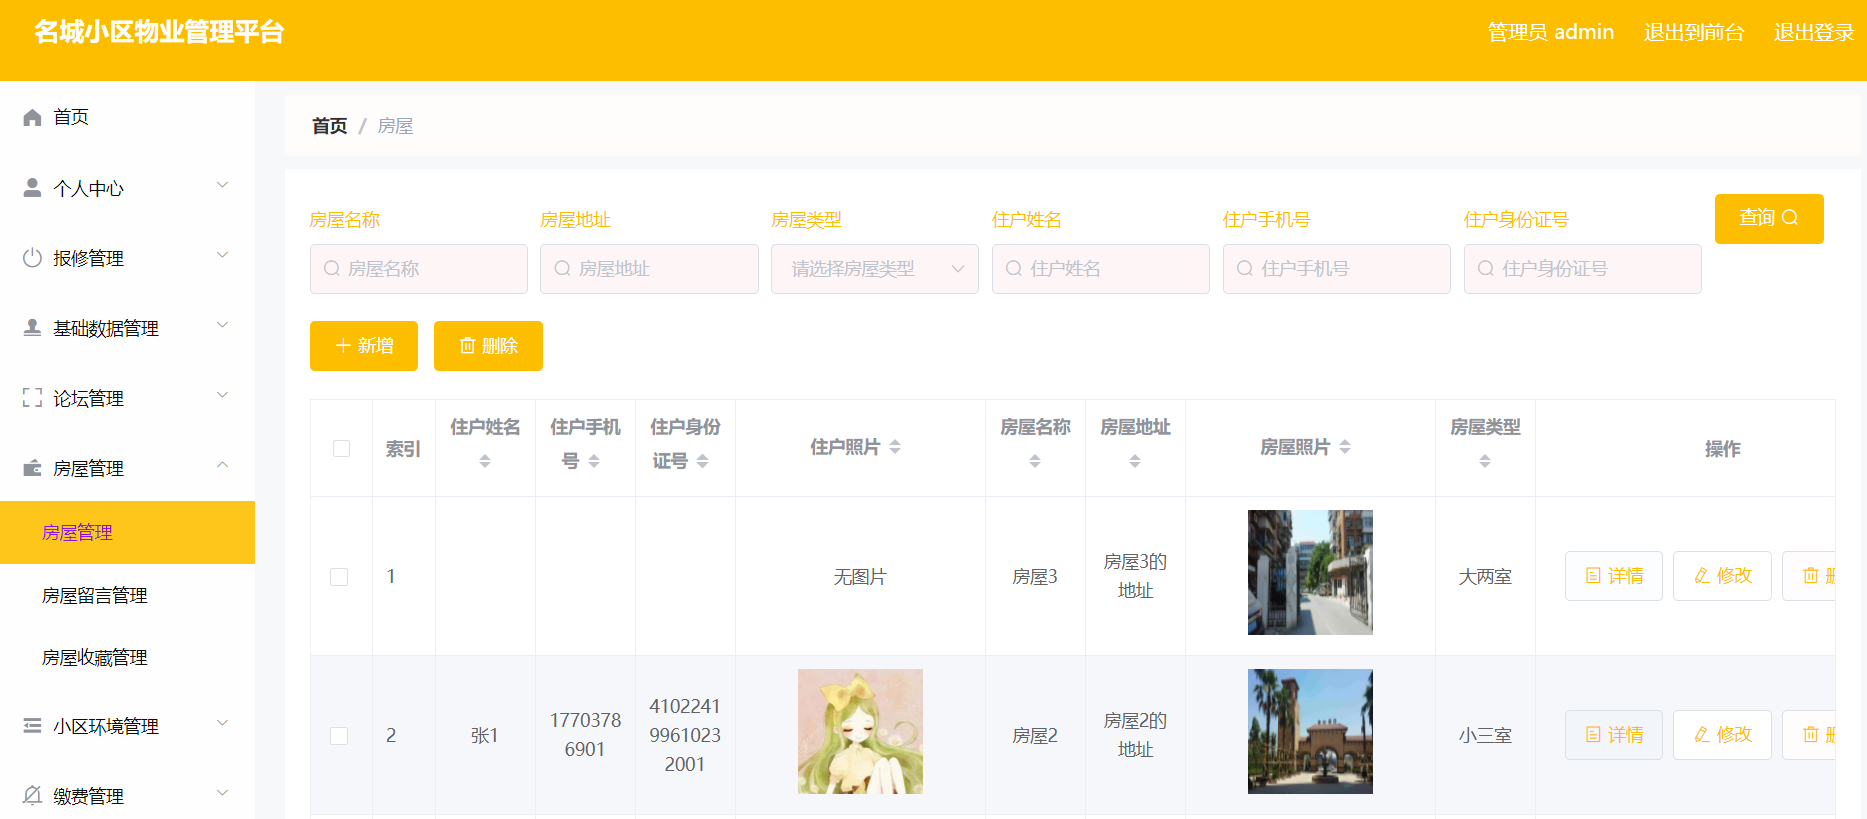 名城小区物业管理平台
管理员 admin
退出到前台
退出登录
首页
个人中心
报修管理
基础数据管理
论坛管理
房屋管理
房屋管理
房屋留言管理
房屋收藏管理
小区环境管理
缴费管理
首页 / 房屋
房屋名称
房屋地址
房屋类型
住户姓名
住户手机号
住户身份证号
查询
房屋名称
房屋地址
请选择房屋类型
住户姓名
住户手机号
住户身份证号
新增
删除
索引
住户姓名
住户手机
号
住户身份
证号
住户照片
房屋名称
房屋地址
房屋照片
房屋类型
操作
1
无图片
房屋3
房屋3的
地址
大两室
详情
修改
2
张1
1770378
6901
4102241
9961023
2001
房屋2
房屋2的
地址
小三室
详情
修改